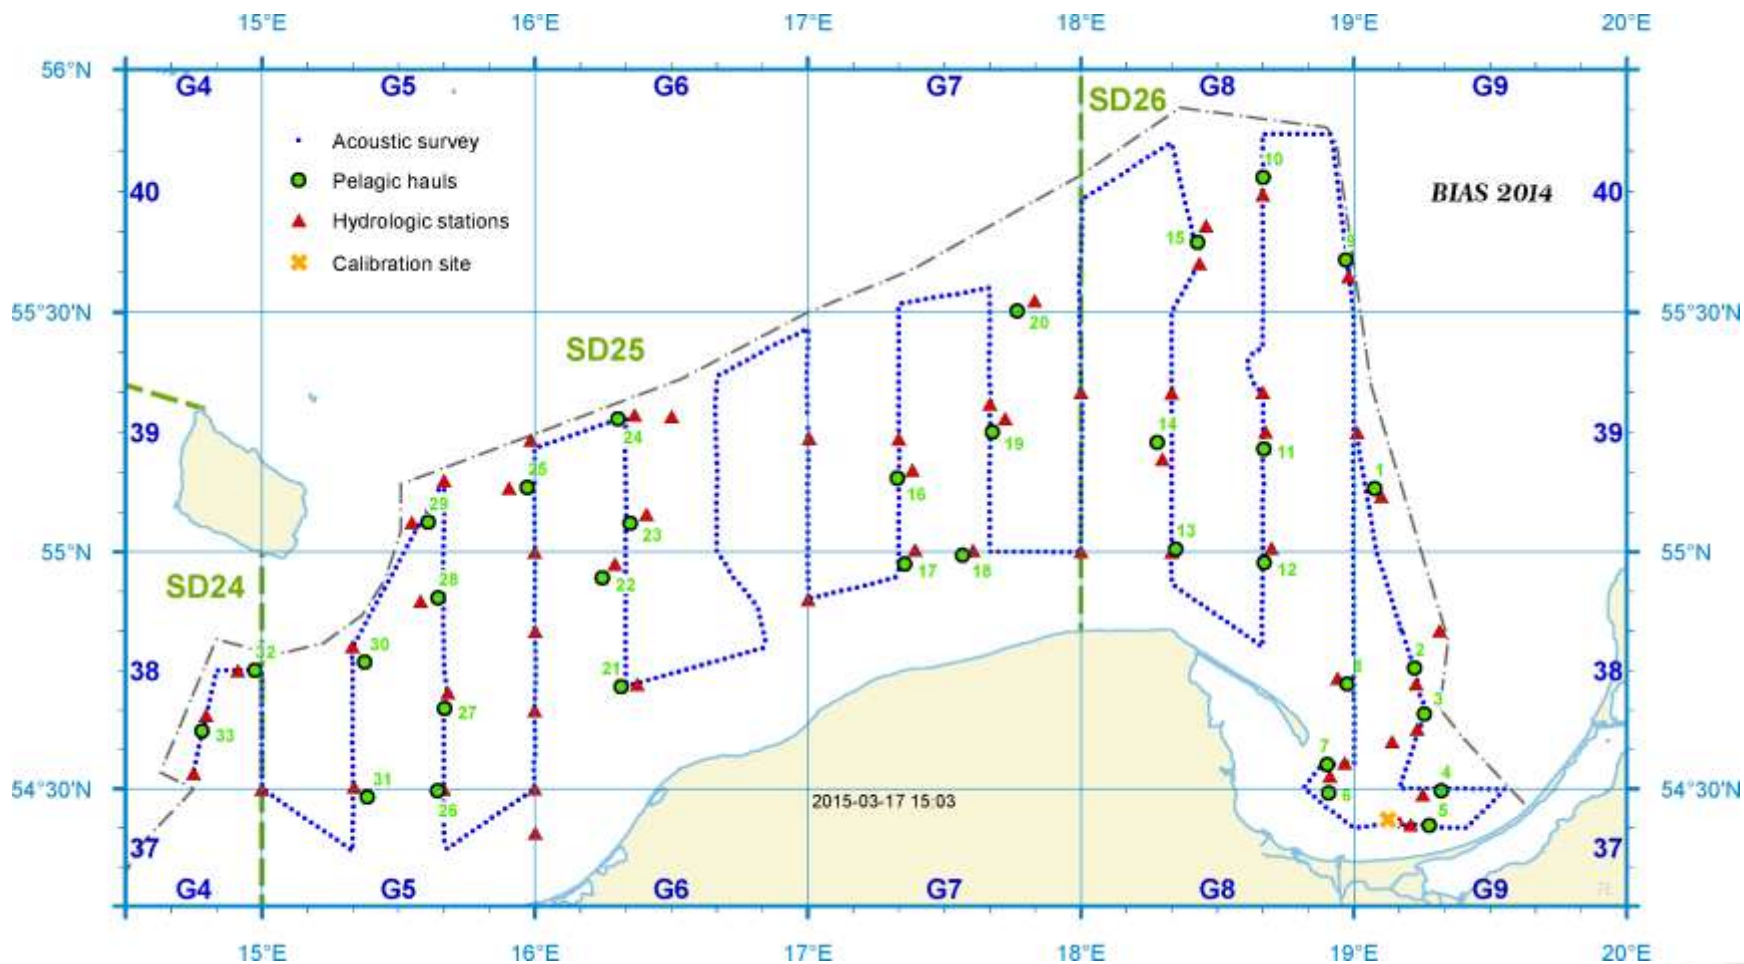 15°E 16°E 17°E 18°E 19°E 20°E
56°N 56°N
G4 G5 G6 G7 G8 G9
SD26
Acoustic survey
Pelagic hauls
10
40 BIAS 2014 40
Hydrologic stations
15 9
Calibration site
55°30'N 55°30'N
20
SD25
39 24 19 14 11 39
25 16 1
29 23
13
55°N 55°N
SD24 28 22 17 18 12
32 30 21 8 2
38 38
33 27 3
7
31 4
54°30'N 54°30'N
26 2015-03-17 15:03 6 5
37 37
G4 G5 G6 G7 G8 G9
15°E 16°E 17°E 18°E 19°E 20°E